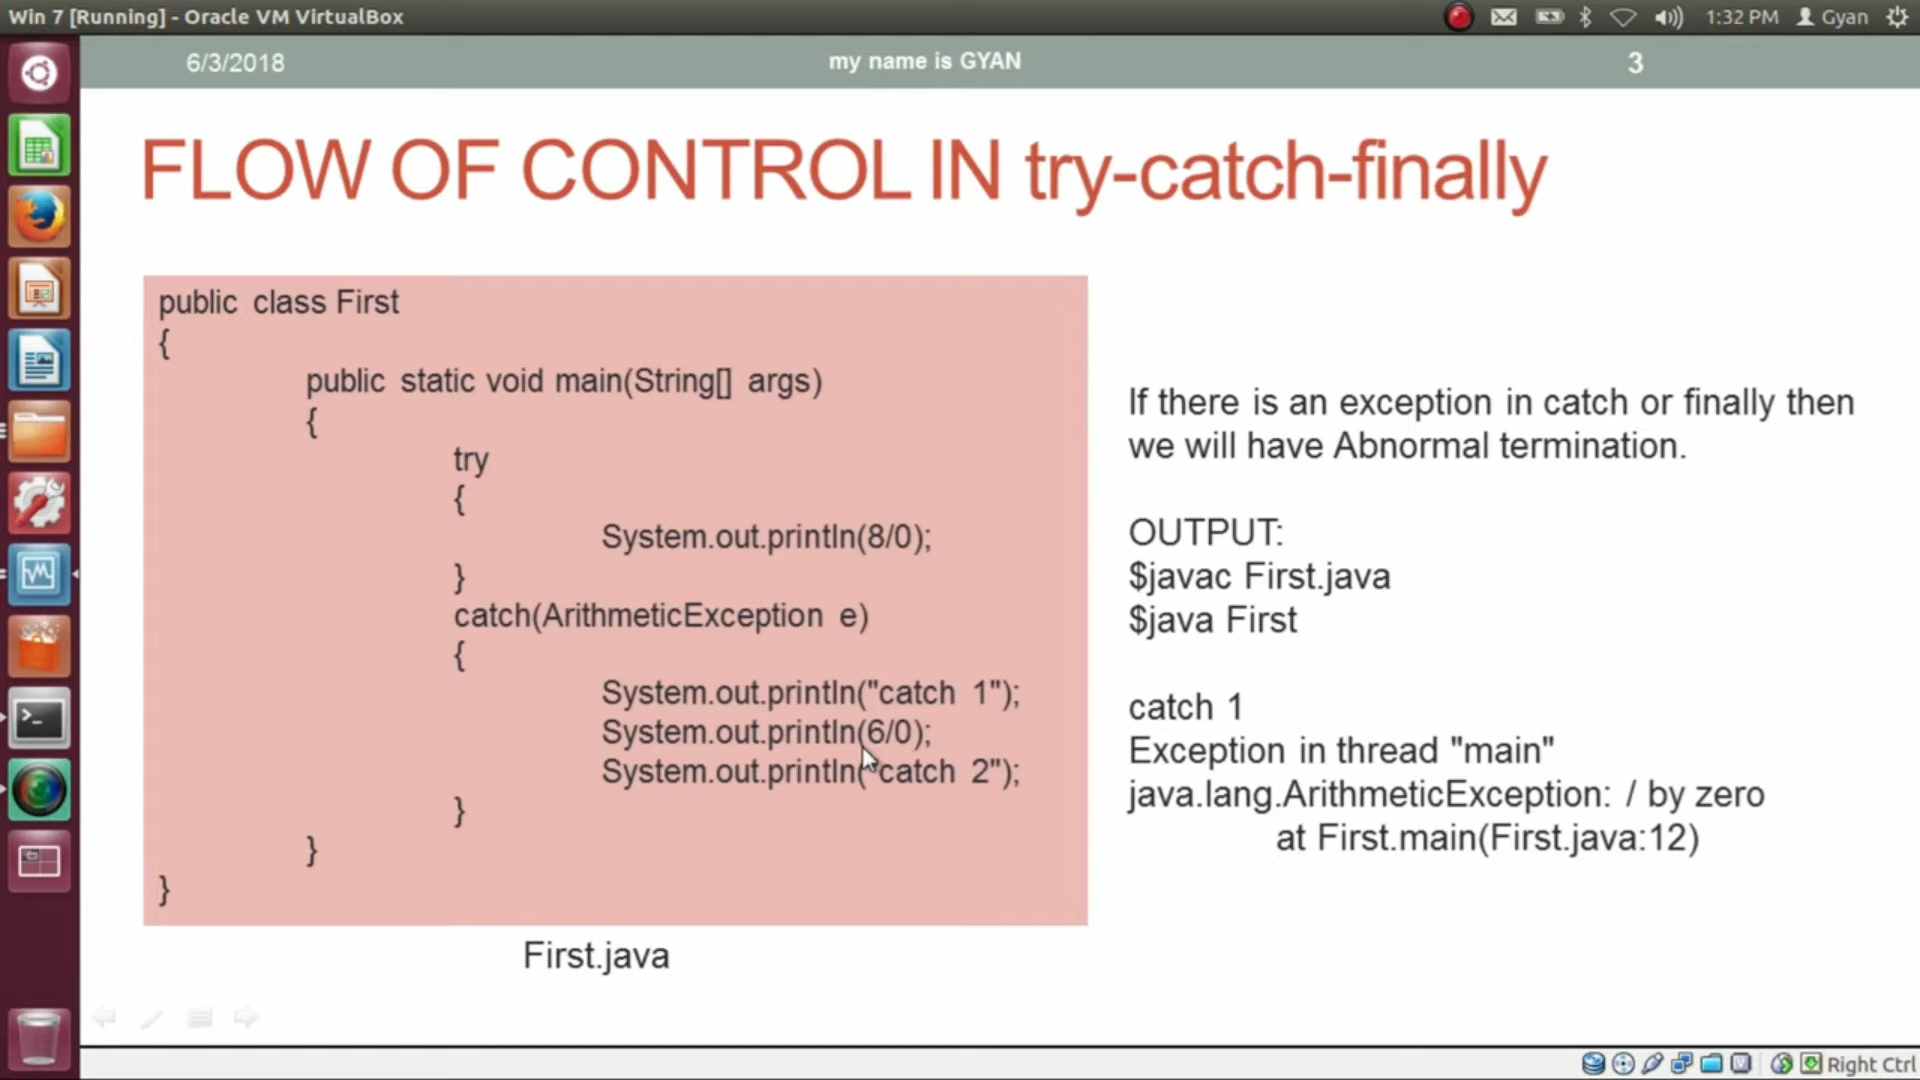 Win 7 [Running] - Oracle VM VirtualBox
1:32 PM
Gyan
6/3/2018
my name is GYAN
3
FLOW OF CONTROL IN try-catch-finally
public class First
{
public static void main(String[] args)
{
try
{
System.out.println(8/0);
}
catch(ArithmeticException e)
{
System.out.println("catch 1");
System.out.println(6/0);
System.out.println("catch 2");
}
}
}
First.java
If there is an exception in catch or finally then
we will have Abnormal termination.
OUTPUT:
$javac First.java
$java First
catch 1
Exception in thread "main"
java.lang.ArithmeticException: / by zero
at First.main(First.java:12)
Right Ctrl